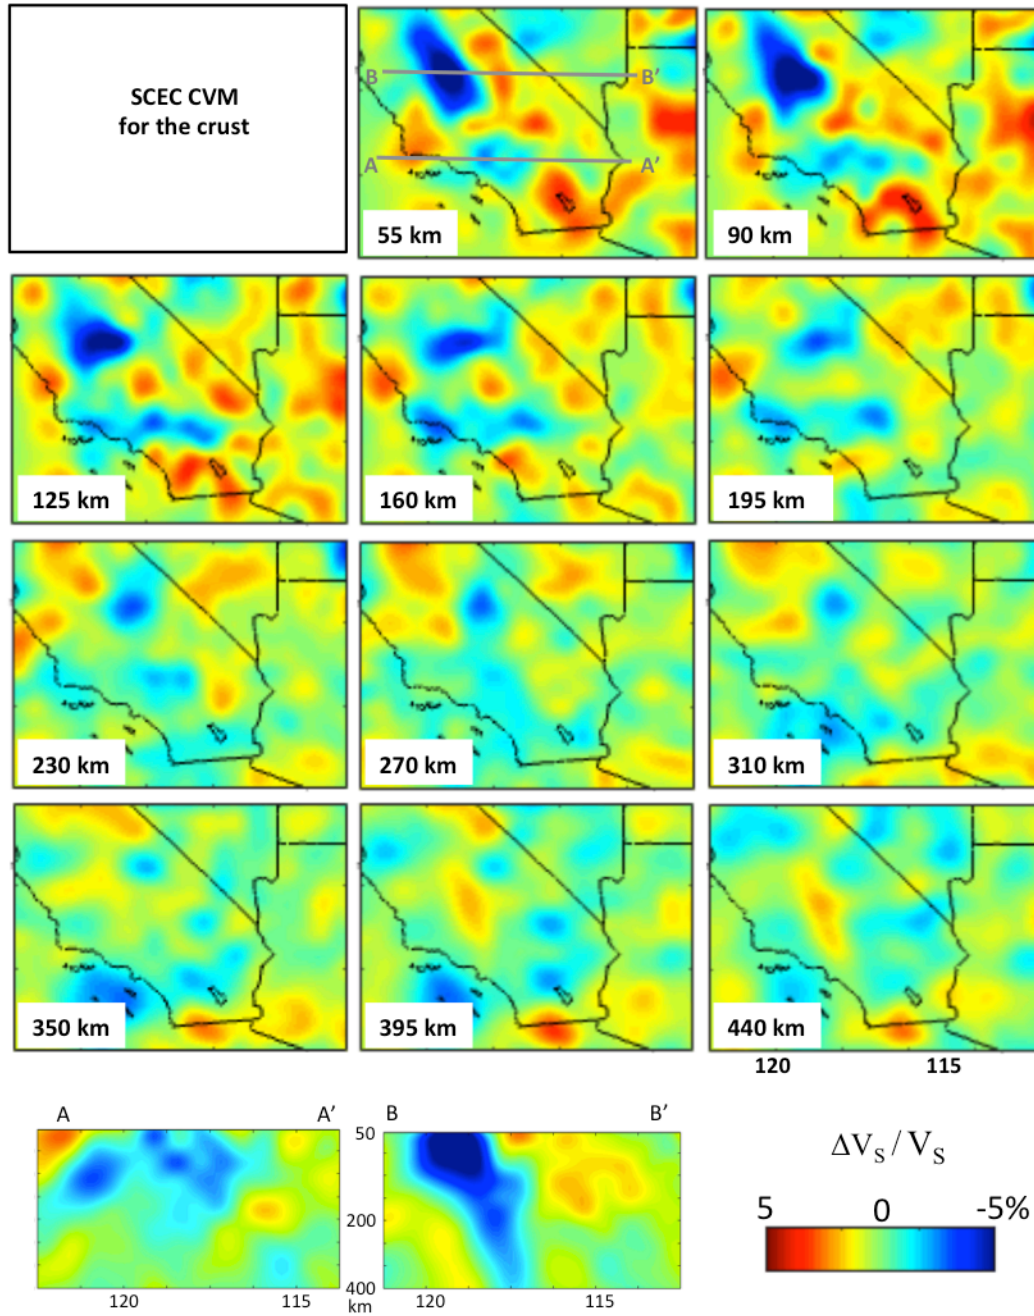 SCEC CVM
for the crust
B B’
A A’
55 km
90 km
125 km
160 km
195 km
230 km
270 km
310 km
350 km
395 km
440 km
120 115
A A’ B B’
50
200
400
km
120 115 120 115
ΔVS / VS
5 0 -5%